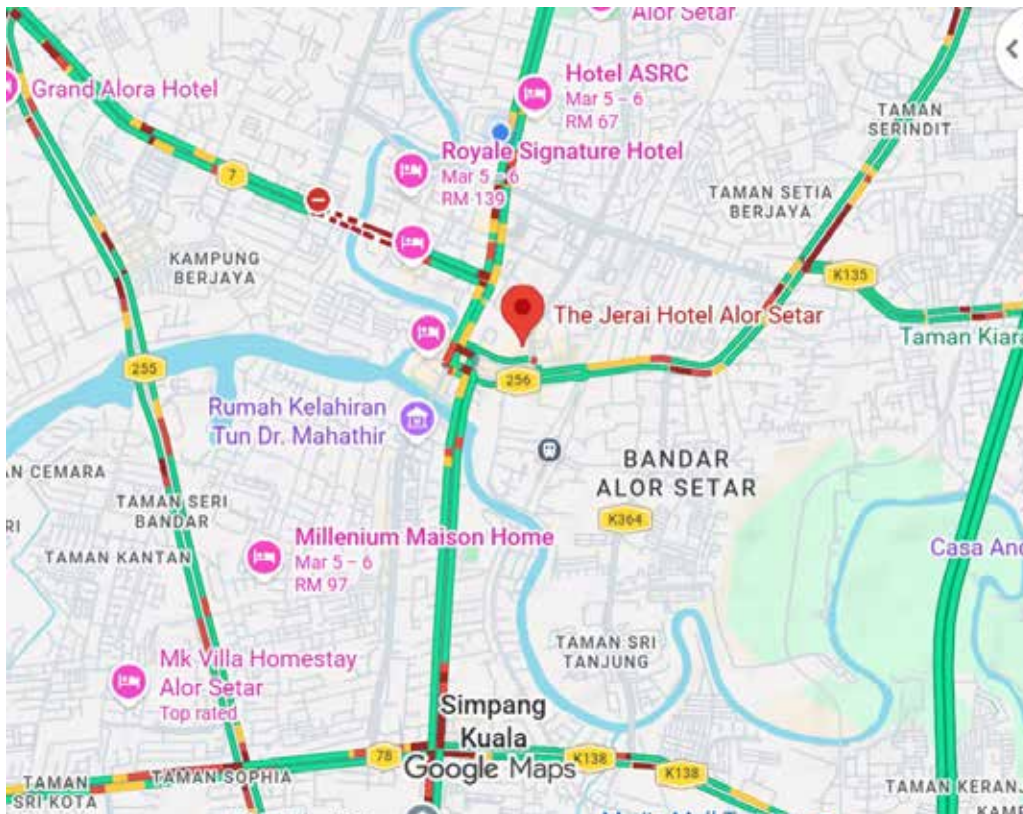 Alor Setar
Grand Alora Hotel
Hotel ASRC
Mar 5 – 6
RM 67
TAMAN
SERINDIT
Royale Signature Hotel
Mar 5 – 6
RM 139
7
TAMAN SETIA
BERJAYA
KAMPUNG
BERJAYA
K135
The Jerai Hotel Alor Setar
Taman Kiara
255
256
Rumah Kelahiran
Tun Dr. Mahathir
BANDAR
ALOR SETAR
AN CEMARA
K364
TAMAN SERI
BANDAR
RI
TAMAN KANTAN
Millenium Maison Home
Mar 5 – 6
RM 97
Casa And
TAMAN SRI
TANJUNG
Mk Villa Homestay
Alor Setar
Top rated
Simpang
Kuala
78
K138
K138
Google Maps
TAMAN
SRI KOTA
TAMAN SOPHIA
TAMAN KERANJ